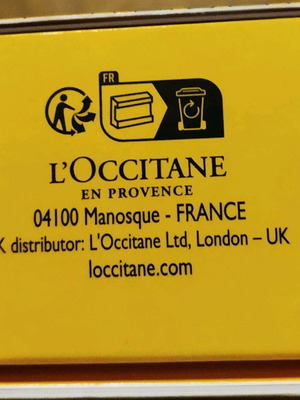 FR
L'OCCITANE
EN PROVENCE
04100 Manosque - FRANCE
distributor: L'Occitane Ltd, London – UK
loccitane.com